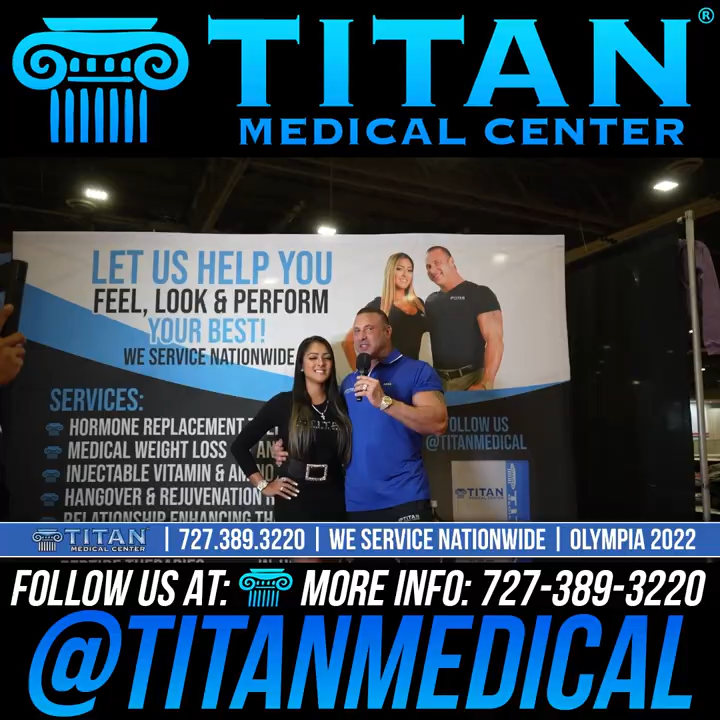 TITAN®
MEDICAL CENTER
LET US HELP YOU
FEEL, LOOK & PERFORM
YOUR BEST!
WE SERVICE NATIONWIDE
SERVICES:
HORMONE REPLACEMENT
MEDICAL WEIGHT LOSS
INJECTABLE VITAMIN &
HANGOVER & REJUVENATION
RELATIONSHIP ENHANCING
FOLLOW US
@TITANMEDICAL
TITAN
TITAN
MEDICAL CENTER
| 727.389.3220 | WE SERVICE NATIONWIDE | OLYMPIA 2022
FOLLOW US AT: MORE INFO: 727-389-3220
@TITANMEDICAL